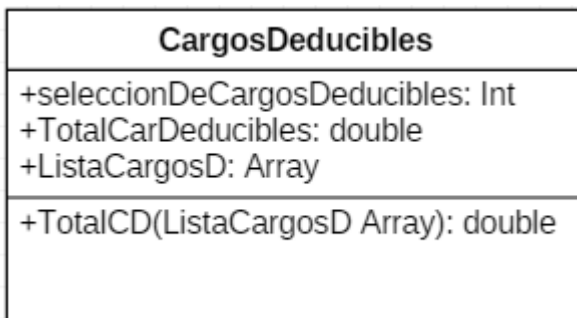 CargosDeducibles
+seleccionDeCargosDeducibles: Int
+TotalCarDeducibles: double
+ListaCargosD: Array
+TotalCD(ListaCargosD Array): double